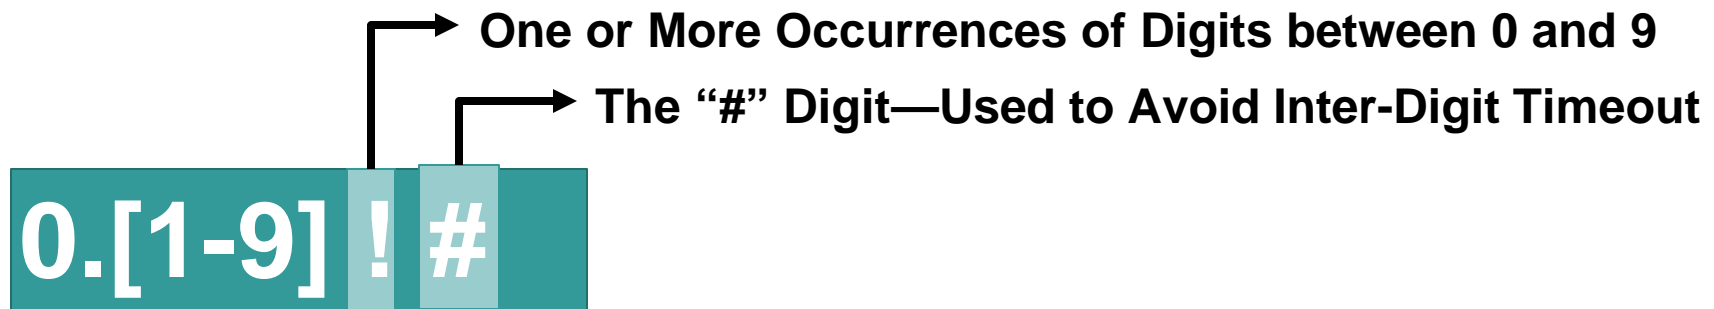 One or More Occurrences of Digits between 0 and 9
The “#” Digit—Used to Avoid Inter-Digit Timeout
0.[1-9] ! #